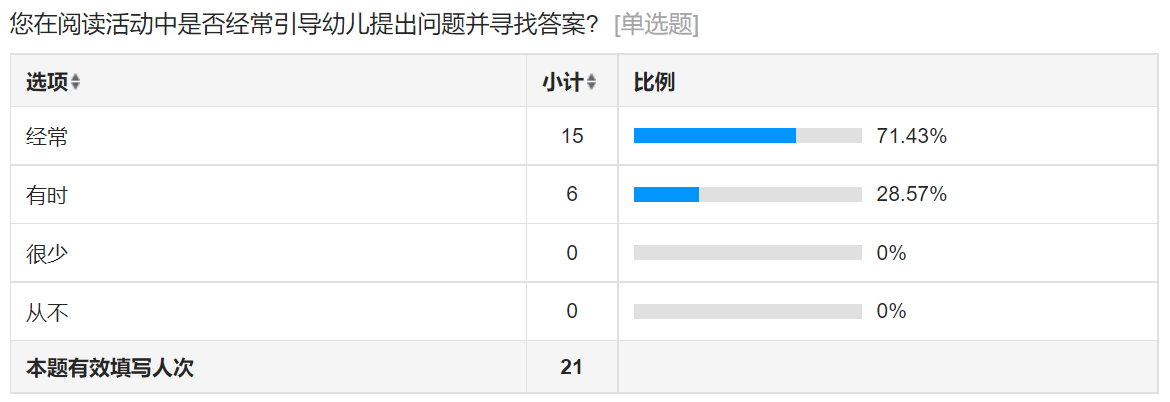 您在阅读活动中是否经常引导幼儿提出问题并寻找答案？ [单选题]
选项 小计 比例
经常 15 71.43%
有时 6 28.57%
很少 0 0%
从不 0 0%
本题有效填写人次 21